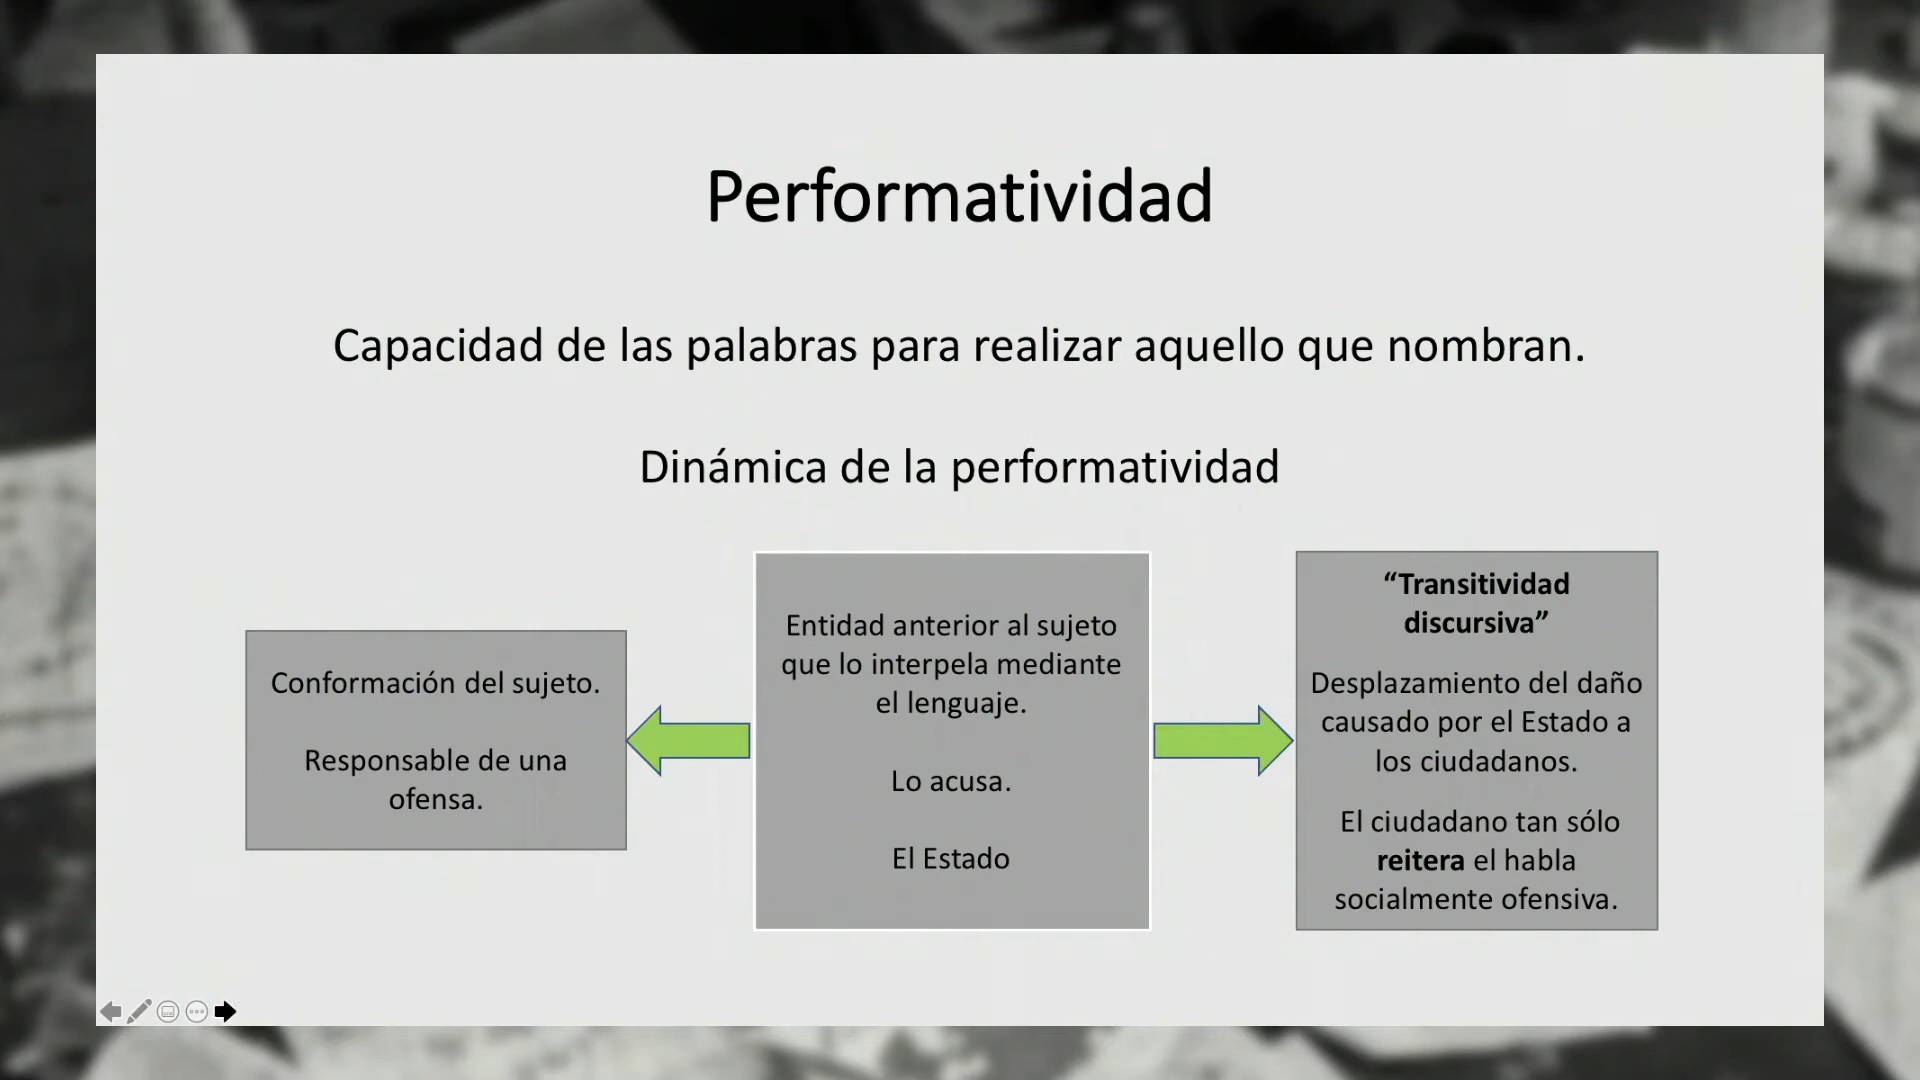 Performatividad
Capacidad de las palabras para realizar aquello que nombran.
Dinámica de la performatividad
Conformación del sujeto.
Responsable de una
ofensa.
Entidad anterior al sujeto
que lo interpela mediante
el lenguaje.
Lo acusa.
El Estado
“Transitividad
discursiva”
Desplazamiento del daño
causado por el Estado a
los ciudadanos.
El ciudadano tan sólo
reitera el habla
socialmente ofensiva.